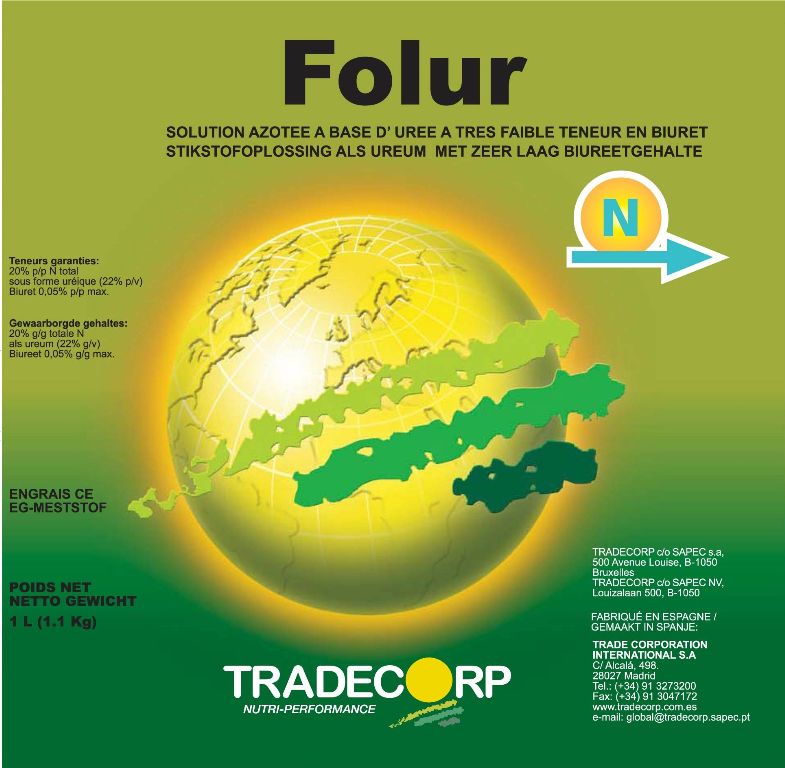 Folur
SOLUTION AZOTEE A BASE D' UREE A TRES FAIBLE TENEUR EN BIURET
STIKSTOFOPLOSSING ALS UREUM MET ZEER LAAG BIUREETGEHALTE
N
Teneurs garanties:
20% p/p N total
sous forme uréique (22% p/v)
Biuret 0,05% p/p max.
Gewaarborgde gehaltes:
20% g/g totale N
als ureum (22% g/v)
Biureet 0,05% g/g max.
ENGRAIS CE
EG-MESTSTOF
POIDS NET
NETTO GEWICHT
1 L (1.1 Kg)
TRADECORP c/o SAPEC s.a,
500 Avenue Louise, B-1050
Bruxelles
TRADECORP c/o SAPEC NV,
Louizalaan 500, B-1050
FABRIQUÉ EN ESPAGNE /
GEMAAKT IN SPANJE:
TRADE CORPORATION
INTERNATIONAL S.A
C/ Alcalá, 498.
28027 Madrid
Tel.: (+34) 91 3273200
Fax: (+34) 91 3047172
www.tradecorp.com.es
e-mail: global@tradecorp.sapec.pt
TRADECORP
NUTRI-PERFORMANCE